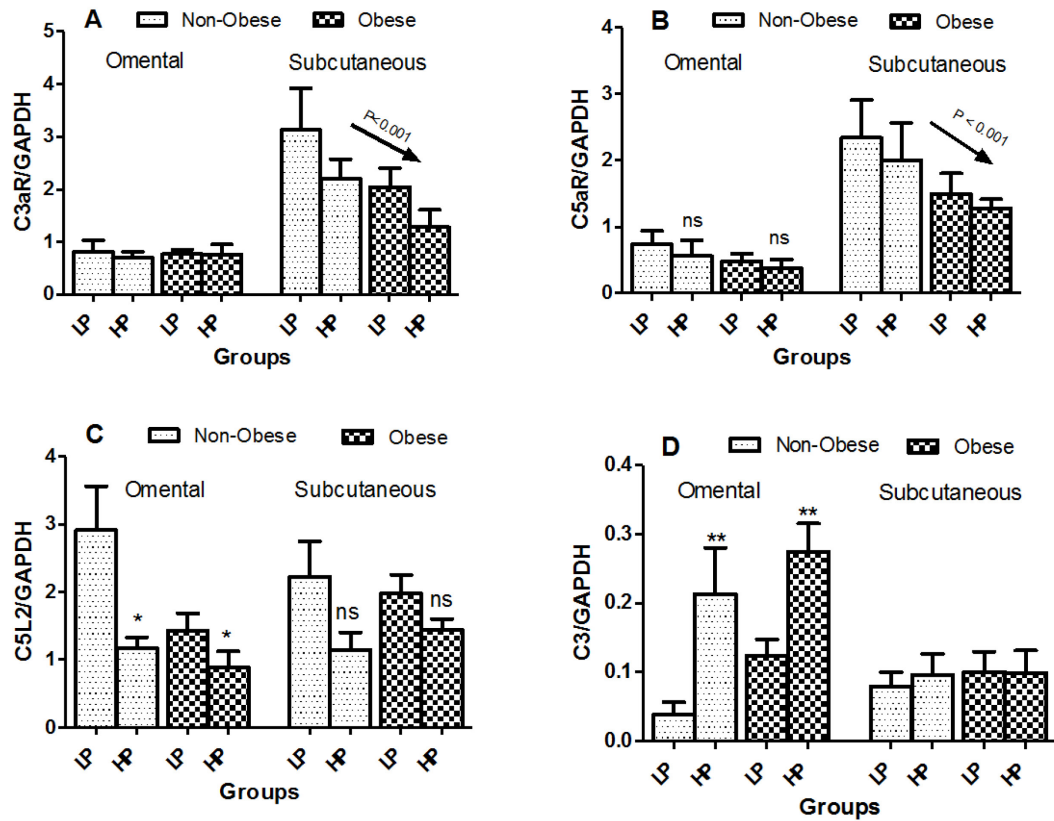 A Non-Obese Obese
Omental Subcutaneous
P<0.001
C3aR/GAPDH
5
4
3
2
1
0
LP HP LP HP LP HP LP HP
Groups
B Non-Obese Obese
Omental Subcutaneous
P < 0.001
C5aR/GAPDH
4
3
2
1
0
ns ns
LP HP LP HP LP HP LP HP
Groups
C Non-Obese Obese
Omental Subcutaneous
C5L2/GAPDH
4
3
2
1
0
* * ns ns
LP HP LP HP LP HP LP HP
Groups
D Non-Obese Obese
Omental Subcutaneous
C3/GAPDH
0.4
0.3
0.2
0.1
0.0
** **
LP HP LP HP LP HP LP HP
Groups